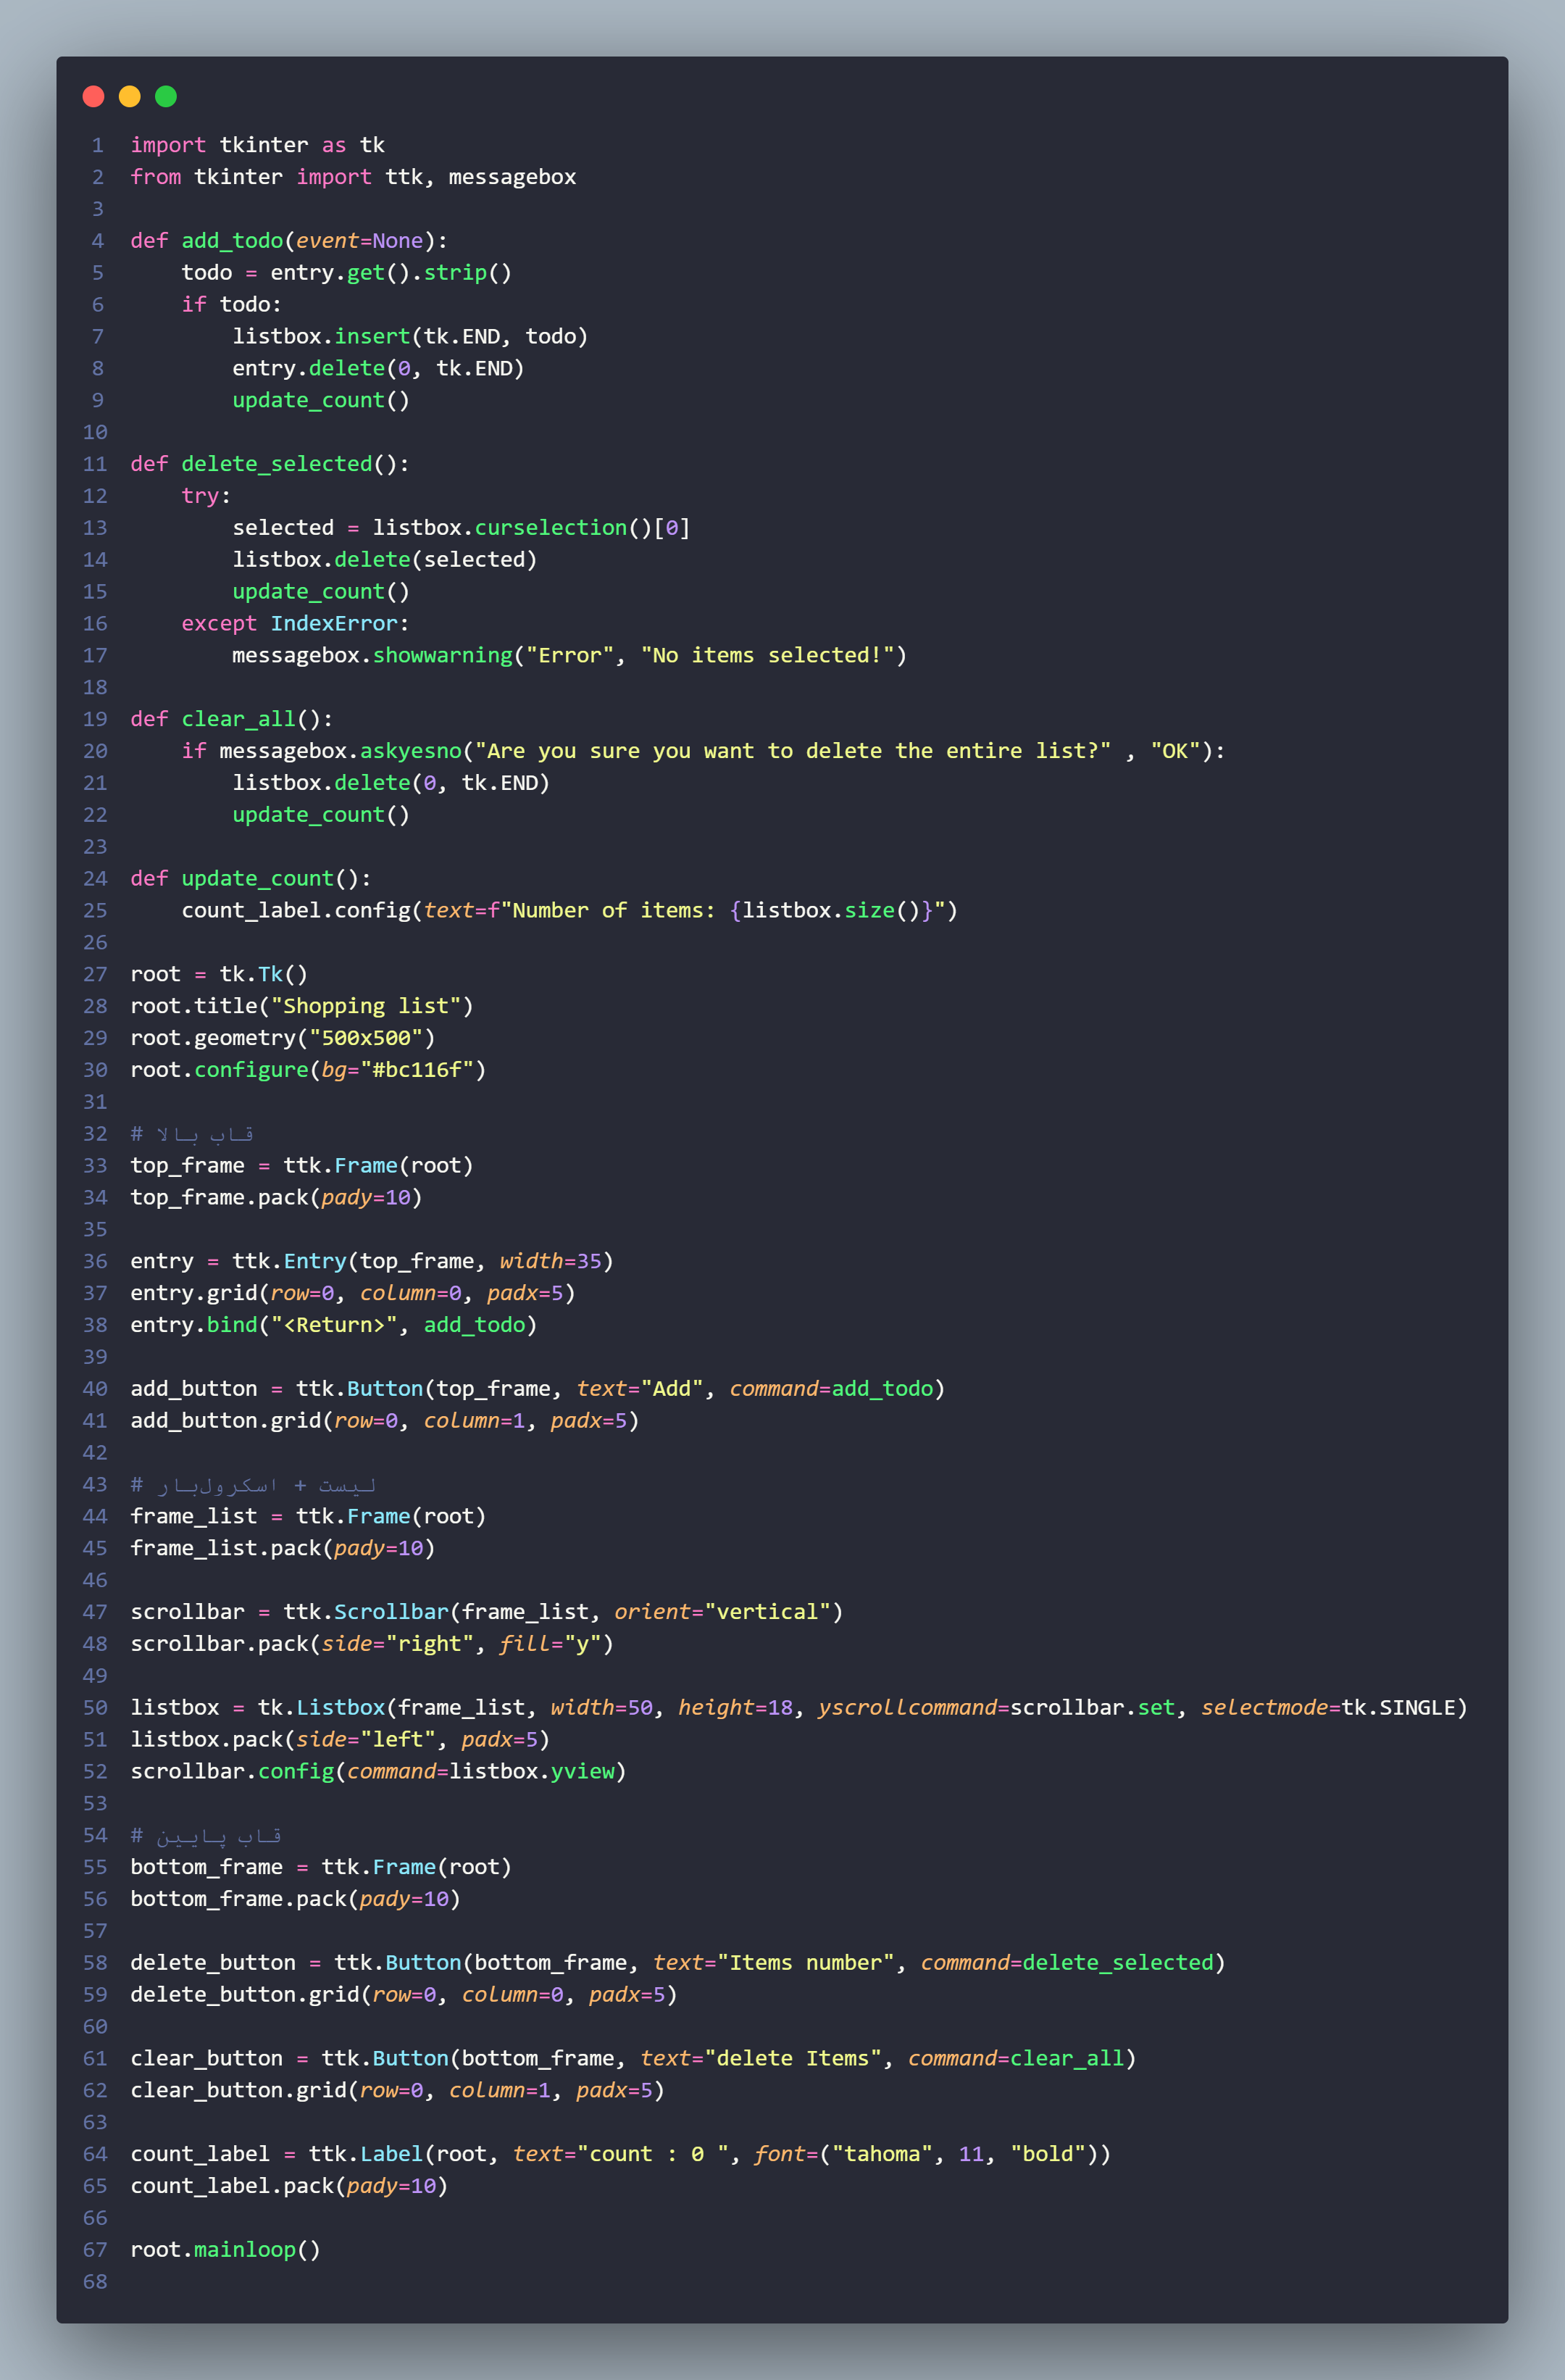 1 import tkinter as tk
2 from tkinter import ttk, messagebox
3
4 def add_todo(event=None):
5     todo = entry.get().strip()
6     if todo:
7         listbox.insert(tk.END, todo)
8         entry.delete(0, tk.END)
9         update_count()
10
11 def delete_selected():
12     try:
13         selected = listbox.curselection()[0]
14         listbox.delete(selected)
15         update_count()
16     except IndexError:
17         messagebox.showwarning("Error", "No items selected!")
18
19 def clear_all():
20     if messagebox.askyesno("Are you sure you want to delete the entire list?" , "OK"):
21         listbox.delete(0, tk.END)
22         update_count()
23
24 def update_count():
25     count_label.config(text=f"Number of items: {listbox.size()}")
26
27 root = tk.Tk()
28 root.title("Shopping list")
29 root.geometry("500x500")
30 root.configure(bg="#bc116f")
31
32 # قاب بالا
33 top_frame = ttk.Frame(root)
34 top_frame.pack(pady=10)
35
36 entry = ttk.Entry(top_frame, width=35)
37 entry.grid(row=0, column=0, padx=5)
38 entry.bind("<Return>", add_todo)
39
40 add_button = ttk.Button(top_frame, text="Add", command=add_todo)
41 add_button.grid(row=0, column=1, padx=5)
42
43 # لیست + اسکرول‌بار
44 frame_list = ttk.Frame(root)
45 frame_list.pack(pady=10)
46
47 scrollbar = ttk.Scrollbar(frame_list, orient="vertical")
48 scrollbar.pack(side="right", fill="y")
49
50 listbox = tk.Listbox(frame_list, width=50, height=18, yscrollcommand=scrollbar.set, selectmode=tk.SINGLE)
51 listbox.pack(side="left", padx=5)
52 scrollbar.config(command=listbox.yview)
53
54 # قاب پایین
55 bottom_frame = ttk.Frame(root)
56 bottom_frame.pack(pady=10)
57
58 delete_button = ttk.Button(bottom_frame, text="Items number", command=delete_selected)
59 delete_button.grid(row=0, column=0, padx=5)
60
61 clear_button = ttk.Button(bottom_frame, text="delete Items", command=clear_all)
62 clear_button.grid(row=0, column=1, padx=5)
63
64 count_label = ttk.Label(root, text="count : 0 ", font=("tahoma", 11, "bold"))
65 count_label.pack(pady=10)
66
67 root.mainloop()
68